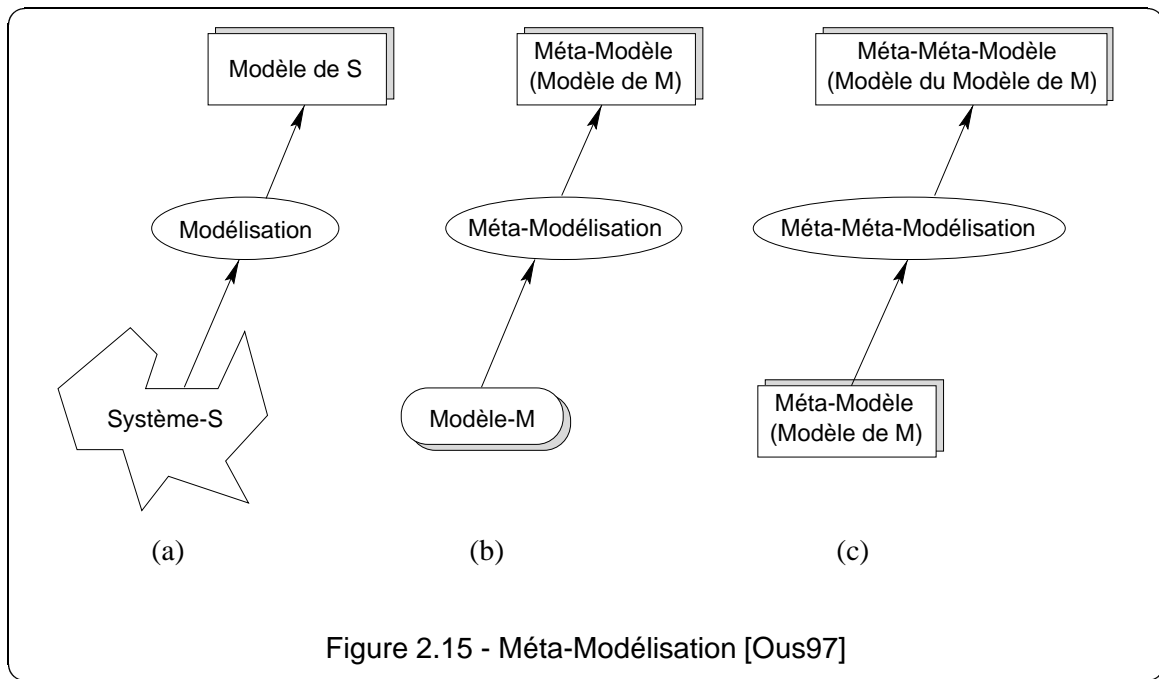 Modèle de S
Méta-Modèle
(Modèle de M)
Méta-Méta-Modèle
(Modèle du Modèle de M)
Modélisation
Méta-Modélisation
Méta-Méta-Modélisation
Système-S
Modèle-M
Méta-Modèle
(Modèle de M)
(a)
(b)
(c)
Figure 2.15 - Méta-Modélisation [Ous97]